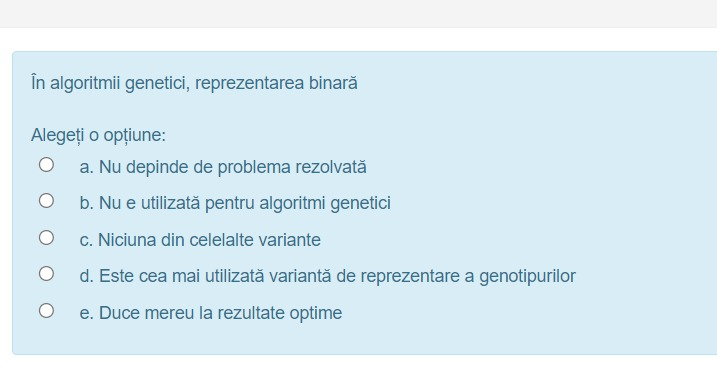 În algoritmii genetici, reprezentarea binară
Alegeți o opțiune:
a. Nu depinde de problema rezolvată
b. Nu e utilizată pentru algoritmi genetici
c. Niciuna din celelalte variante
d. Este cea mai utilizată variantă de reprezentare a genotipurilor
e. Duce mereu la rezultate optime